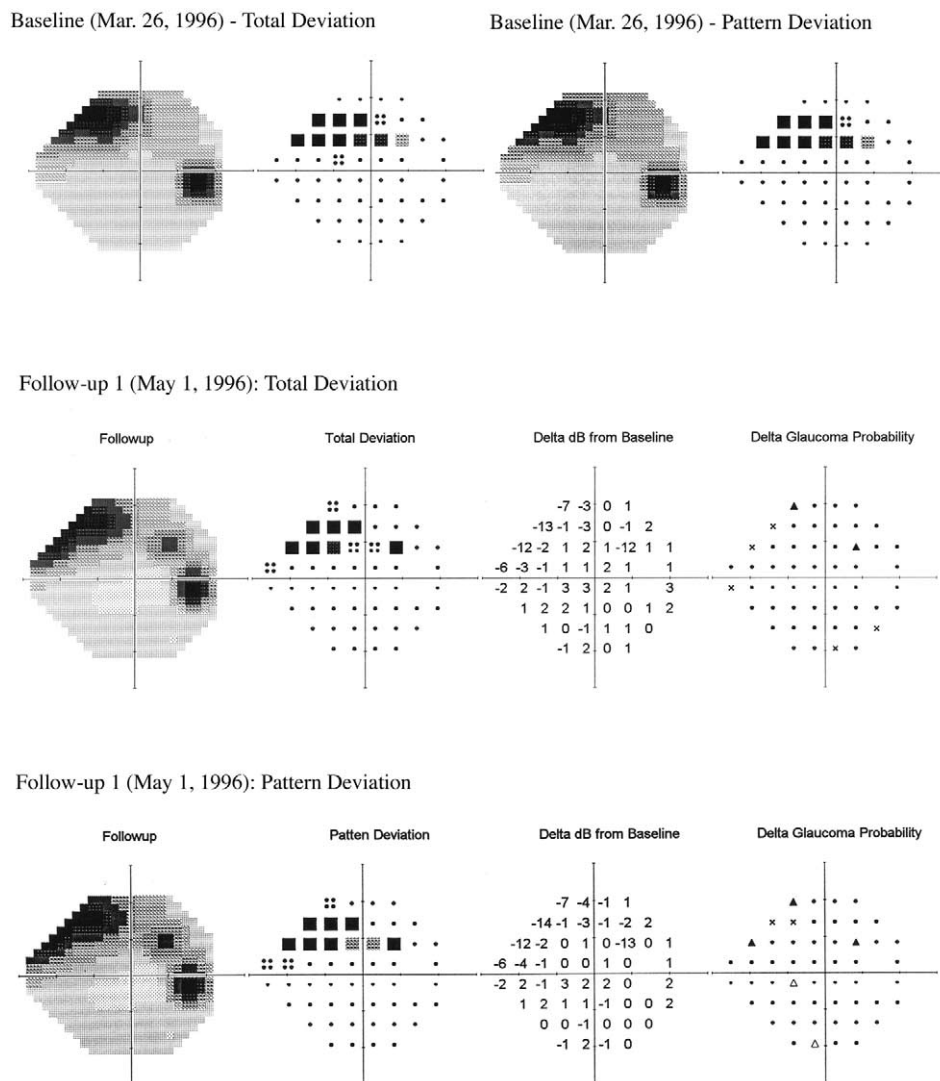 Baseline (Mar. 26, 1996) - Total Deviation Baseline (Mar. 26, 1996) - Pattern Deviation
Follow-up 1 (May 1, 1996): Total Deviation
Followup Total Deviation Delta dB from Baseline Delta Glaucoma Probability
-7 -3 0 1
-13 -1 -3 0 -1 2
-12 -2 1 2 1 -12 1 1
-6 -3 -1 1 1 2 1 1
-2 2 -1 3 3 2 1 3
1 2 2 1 0 0 1 2
1 0 -1 1 1 0
-1 2 0 1
Follow-up 1 (May 1, 1996): Pattern Deviation
Followup Patten Deviation Delta dB from Baseline Delta Glaucoma Probability
-7 -4 -1 1
-14 -1 -3 -1 -2 2
-12 -2 0 1 0 -13 0 1
-6 -4 -1 0 0 1 0 1
-2 2 -1 3 2 2 0 2
1 2 1 1 -1 0 0 2
0 0 -1 0 0 0
-1 2 -1 0